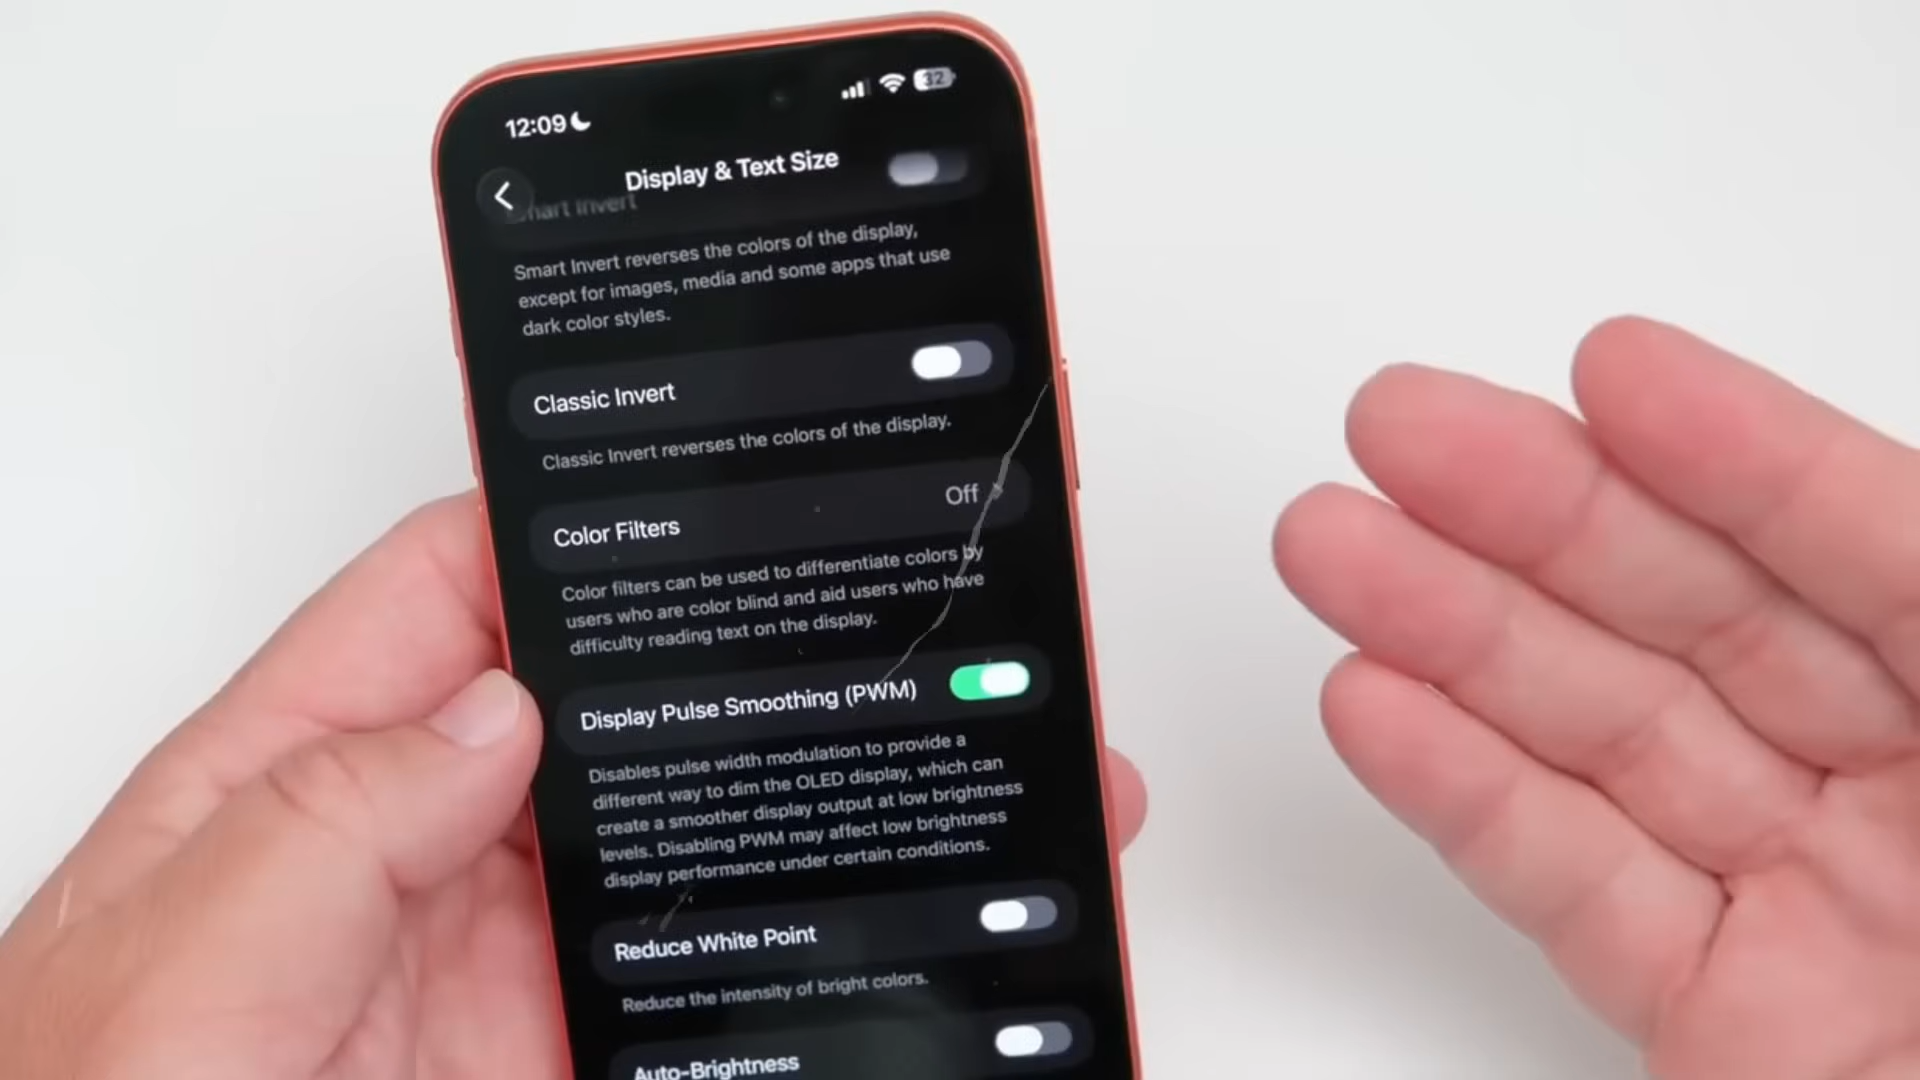 12:09
32
Display & Text Size
Smart Invert
Smart Invert reverses the colors of the display,
except for images, media and some apps that use
dark color styles.
Classic Invert
Classic Invert reverses the colors of the display.
Color Filters
Off
Color filters can be used to differentiate colors by
users who are color blind and aid users who have
difficulty reading text on the display.
Display Pulse Smoothing (PWM)
Disables pulse width modulation to provide a
different way to dim the OLED display, which can
create a smoother display output at low brightness
levels. Disabling PWM may affect low brightness
display performance under certain conditions.
Reduce White Point
Reduce the intensity of bright colors.
Auto-Brightness